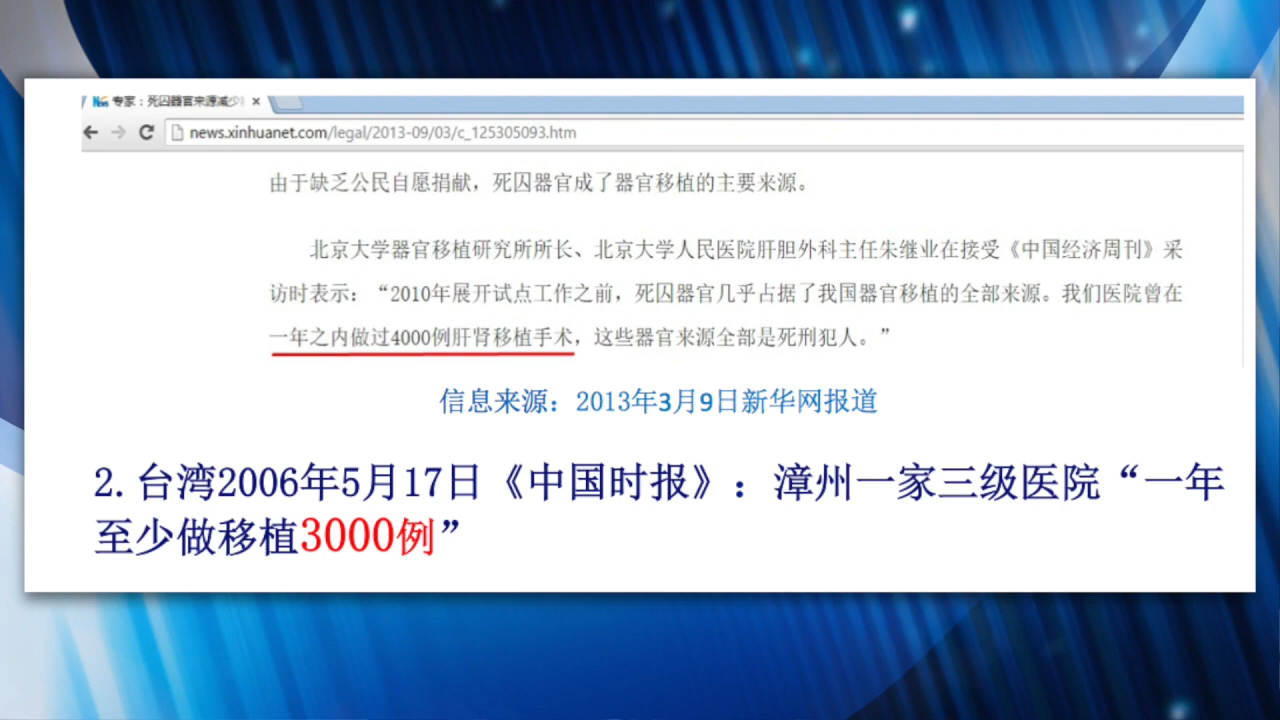 专家：死囚器官来源减少
news.xinhuanet.com/legal/2013-09/03/c_125305093.htm
由于缺乏公民自愿捐献，死囚器官成了器官移植的主要来源。
北京大学器官移植研究所所长、北京大学人民医院肝胆外科主任朱继业在接受《中国经济周刊》采
访时表示：“2010年展开试点工作之前，死囚器官几乎占据了我国器官移植的全部来源。我们医院曾在
一年之内做过4000例肝肾移植手术，这些器官来源全部是死刑犯人。”
信息来源：2013年3月9日新华网报道
2.台湾2006年5月17日《中国时报》：漳州一家三级医院“一年
至少做移植3000例”